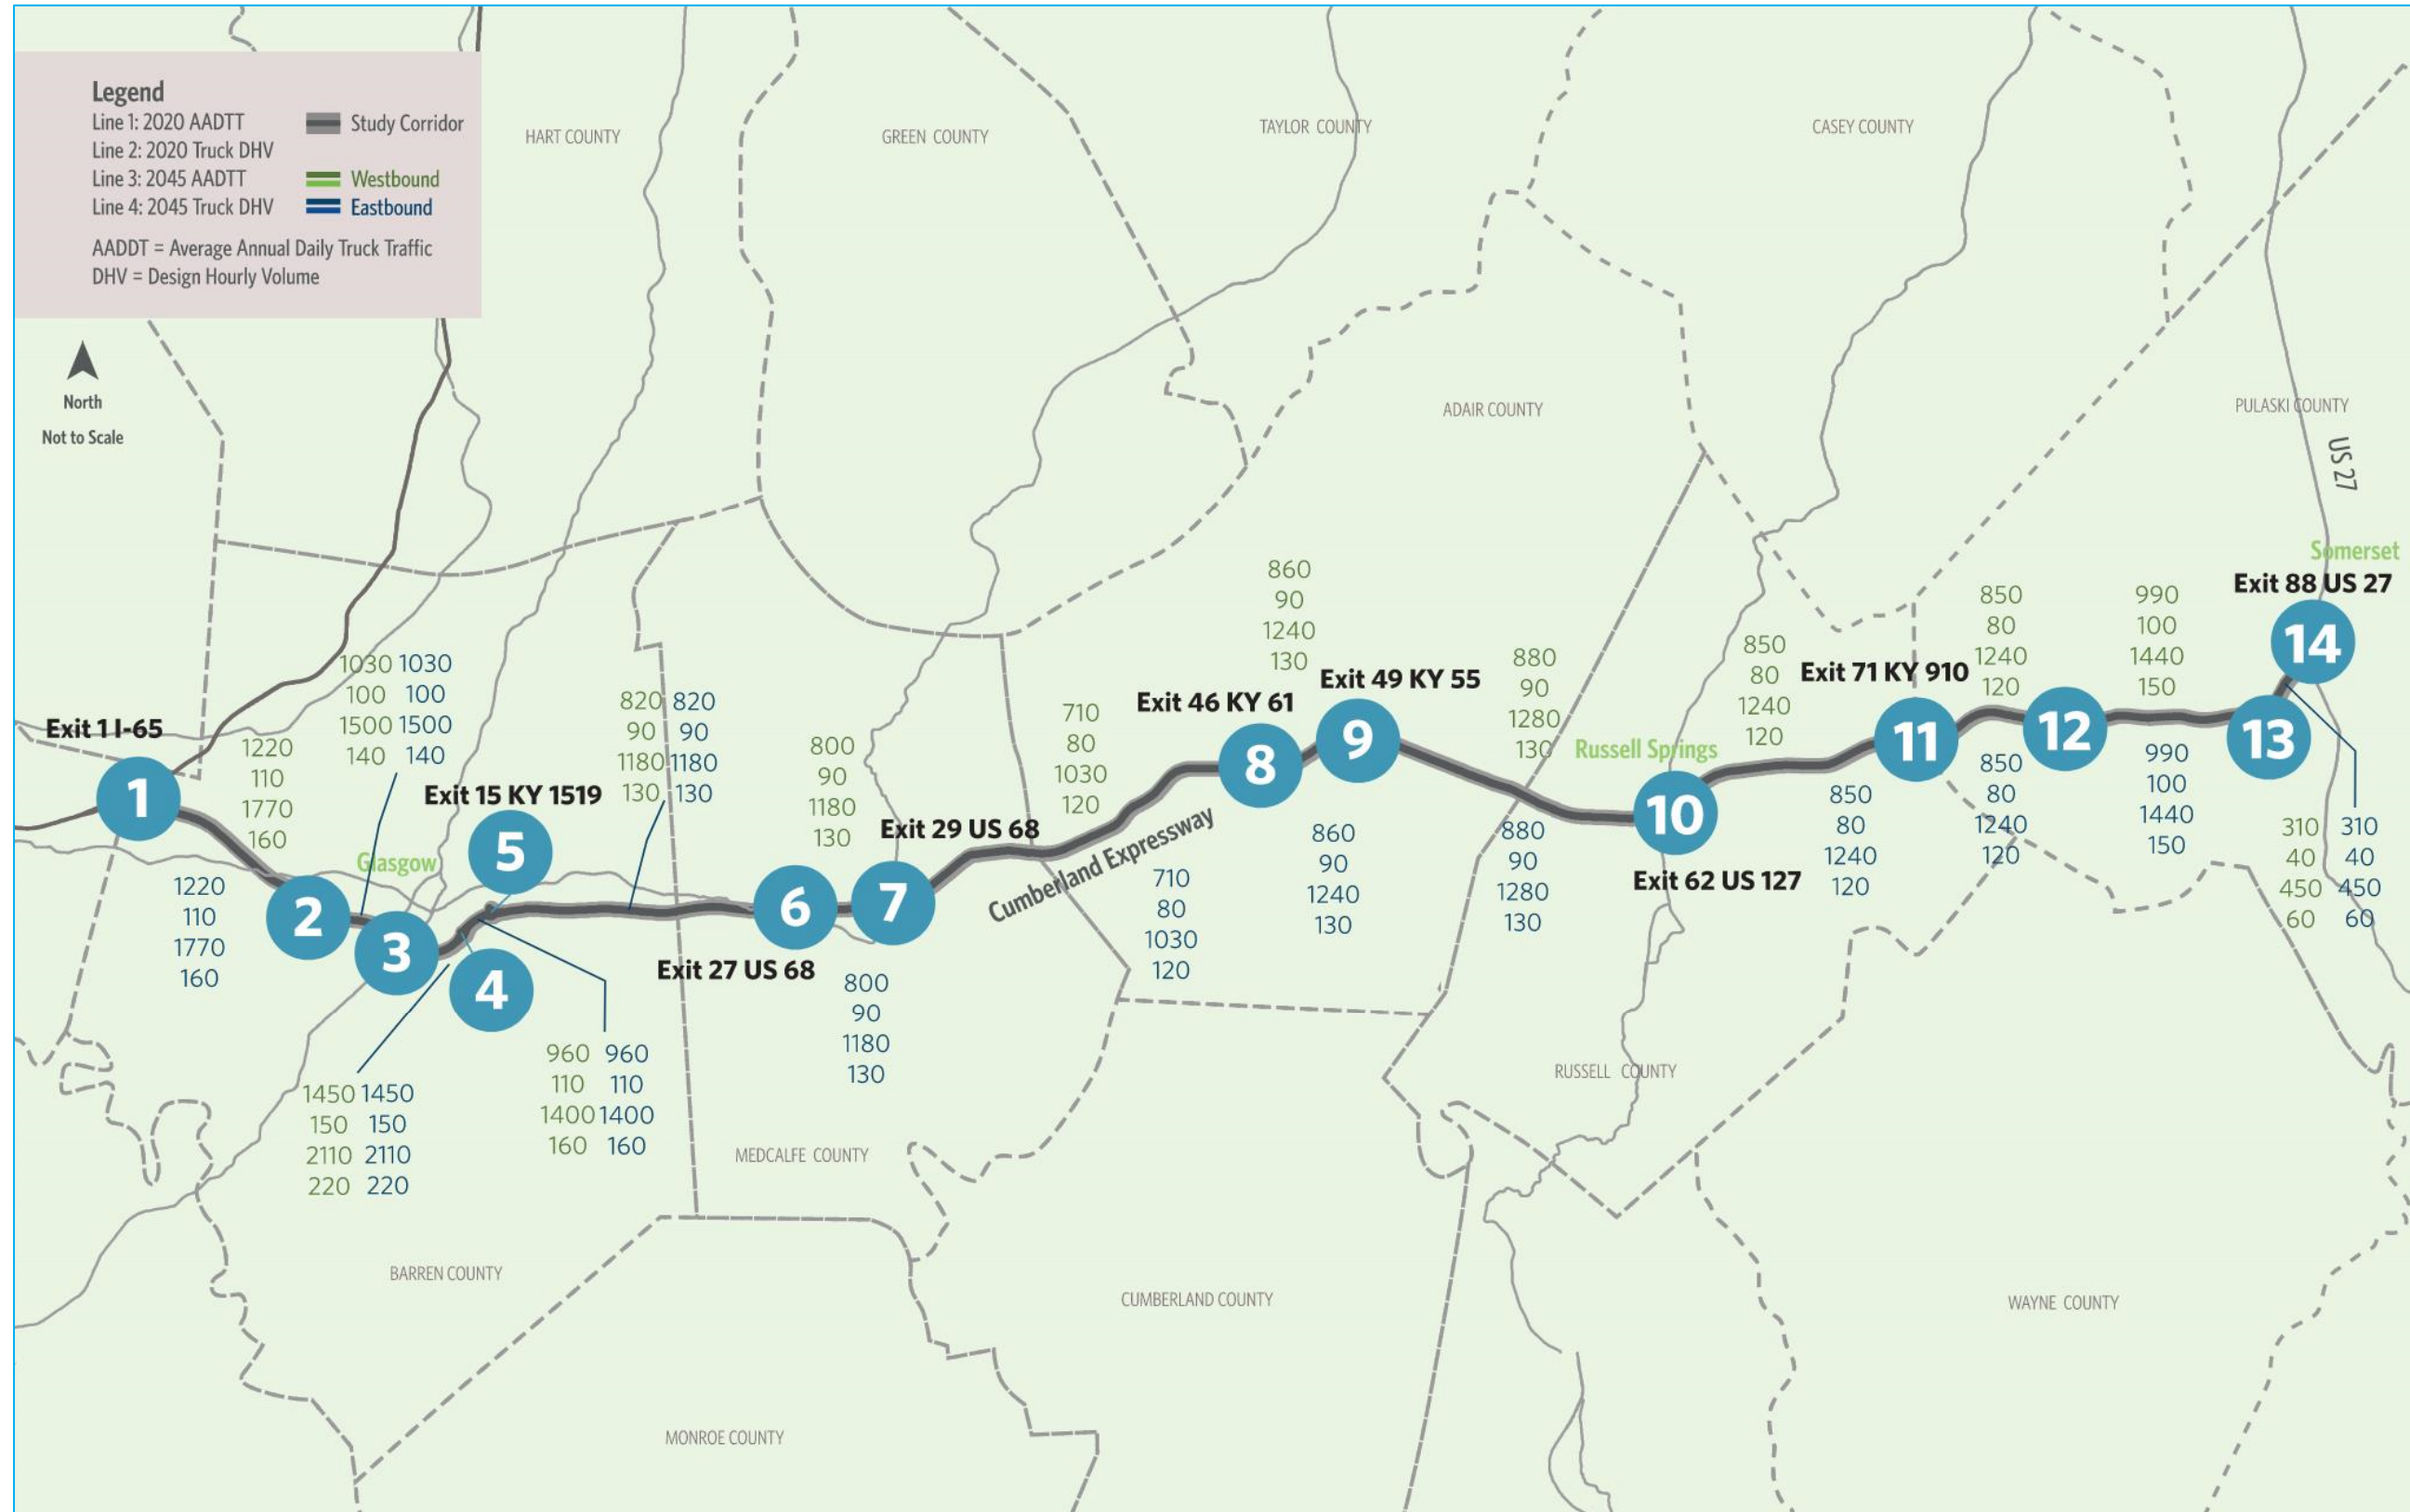 Legend
Line 1: 2020 AADTT
Line 2: 2020 Truck DHV
Line 3: 2045 AADTT
Line 4: 2045 Truck DHV
Study Corridor
Westbound
Eastbound
AADDT = Average Annual Daily Truck Traffic
DHV = Design Hourly Volume
North
Not to Scale
HART COUNTY
GREEN COUNTY
TAYLOR COUNTY
CASEY COUNTY
ADAIR COUNTY
PULASKI COUNTY
US 27
Somerset
Exit 88 US 27
14
Exit 1 I-65
1
1220
110
1770
160
1220
110
1770
160
2
1030 1030
100 100
1500 1500
140 140
Glasgow
3
1450 1450
150 150
2110 2110
220 220
4
960 960
110 110
1400 1400
160 160
Exit 15 KY 1519
5
820 820
90 90
1180 1180
130 130
6
Exit 27 US 68
800
90
1180
130
800
90
1180
130
Exit 29 US 68
7
710
80
1030
120
Cumberland Expressway
710
80
1030
120
Exit 46 KY 61
8
860
90
1240
130
860
90
1240
130
Exit 49 KY 55
9
880
90
1280
130
880
90
1280
130
Russell Springs
10
Exit 62 US 127
850
80
1240
120
850
80
1240
120
Exit 71 KY 910
11
850
80
1240
120
850
80
1240
120
12
990
100
1440
150
990
100
1440
150
13
310 310
40 40
450 450
60 60
RUSSELL COUNTY
MEDCALFE COUNTY
BARREN COUNTY
CUMBERLAND COUNTY
WAYNE COUNTY
MONROE COUNTY